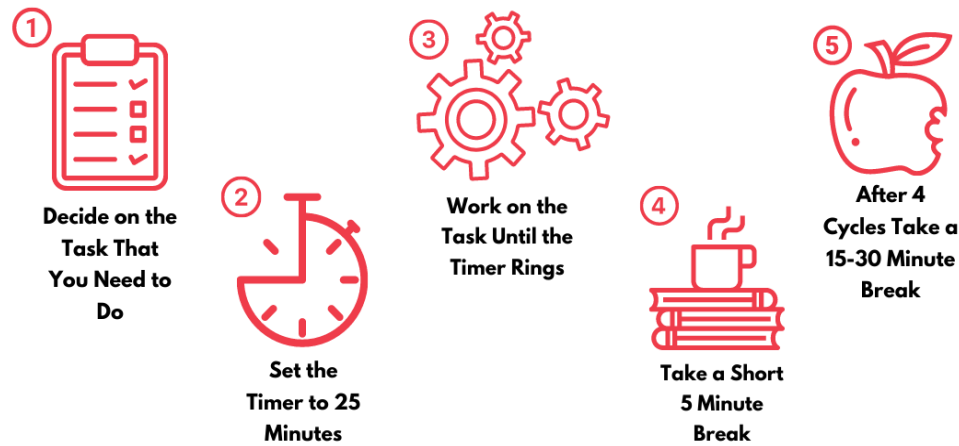 1
Decide on the
Task That
You Need to
Do
2
Set the
Timer to 25
Minutes
3
Work on the
Task Until the
Timer Rings
4
Take a Short
5 Minute
Break
5
After 4
Cycles Take a
15-30 Minute
Break